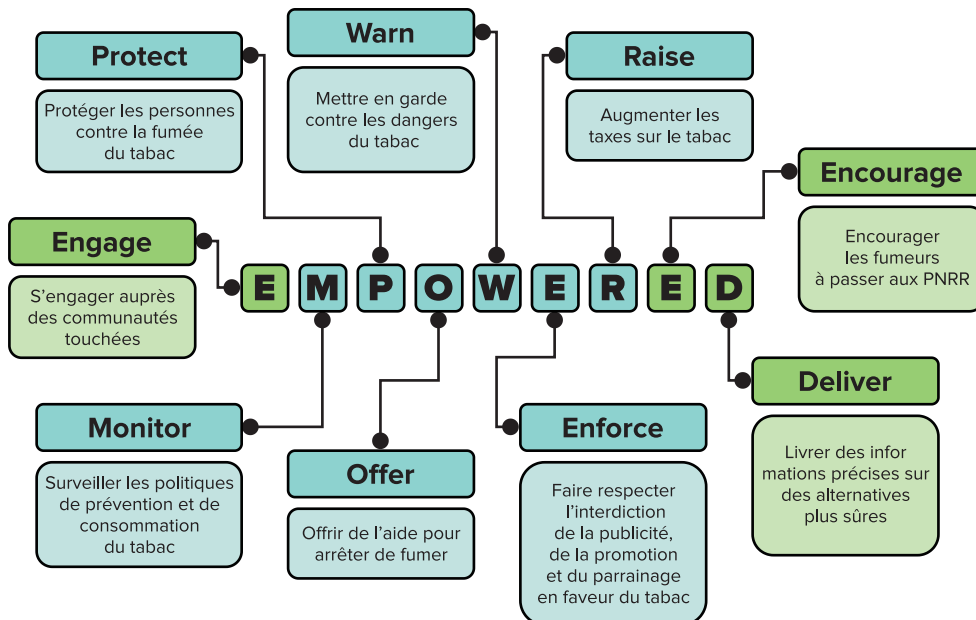 Protect
Protéger les personnes
contre la fumée
du tabac
Warn
Mettre en garde
contre les dangers
du tabac
Raise
Augmenter les
taxes sur le tabac
Encourage
Encourager
les fumeurs
à passer aux PNRR
Engage
S’engager auprès
des communautés
touchées
EMPOWERED
Monitor
Surveiller les politiques
de prévention et de
consommation
du tabac
Offer
Offrir de l’aide pour
arrêter de fumer
Enforce
Faire respecter
l’interdiction
de la publicité,
de la promotion
et du parrainage
en faveur du tabac
Deliver
Livrer des infor
mations précises sur
des alternatives
plus sûres